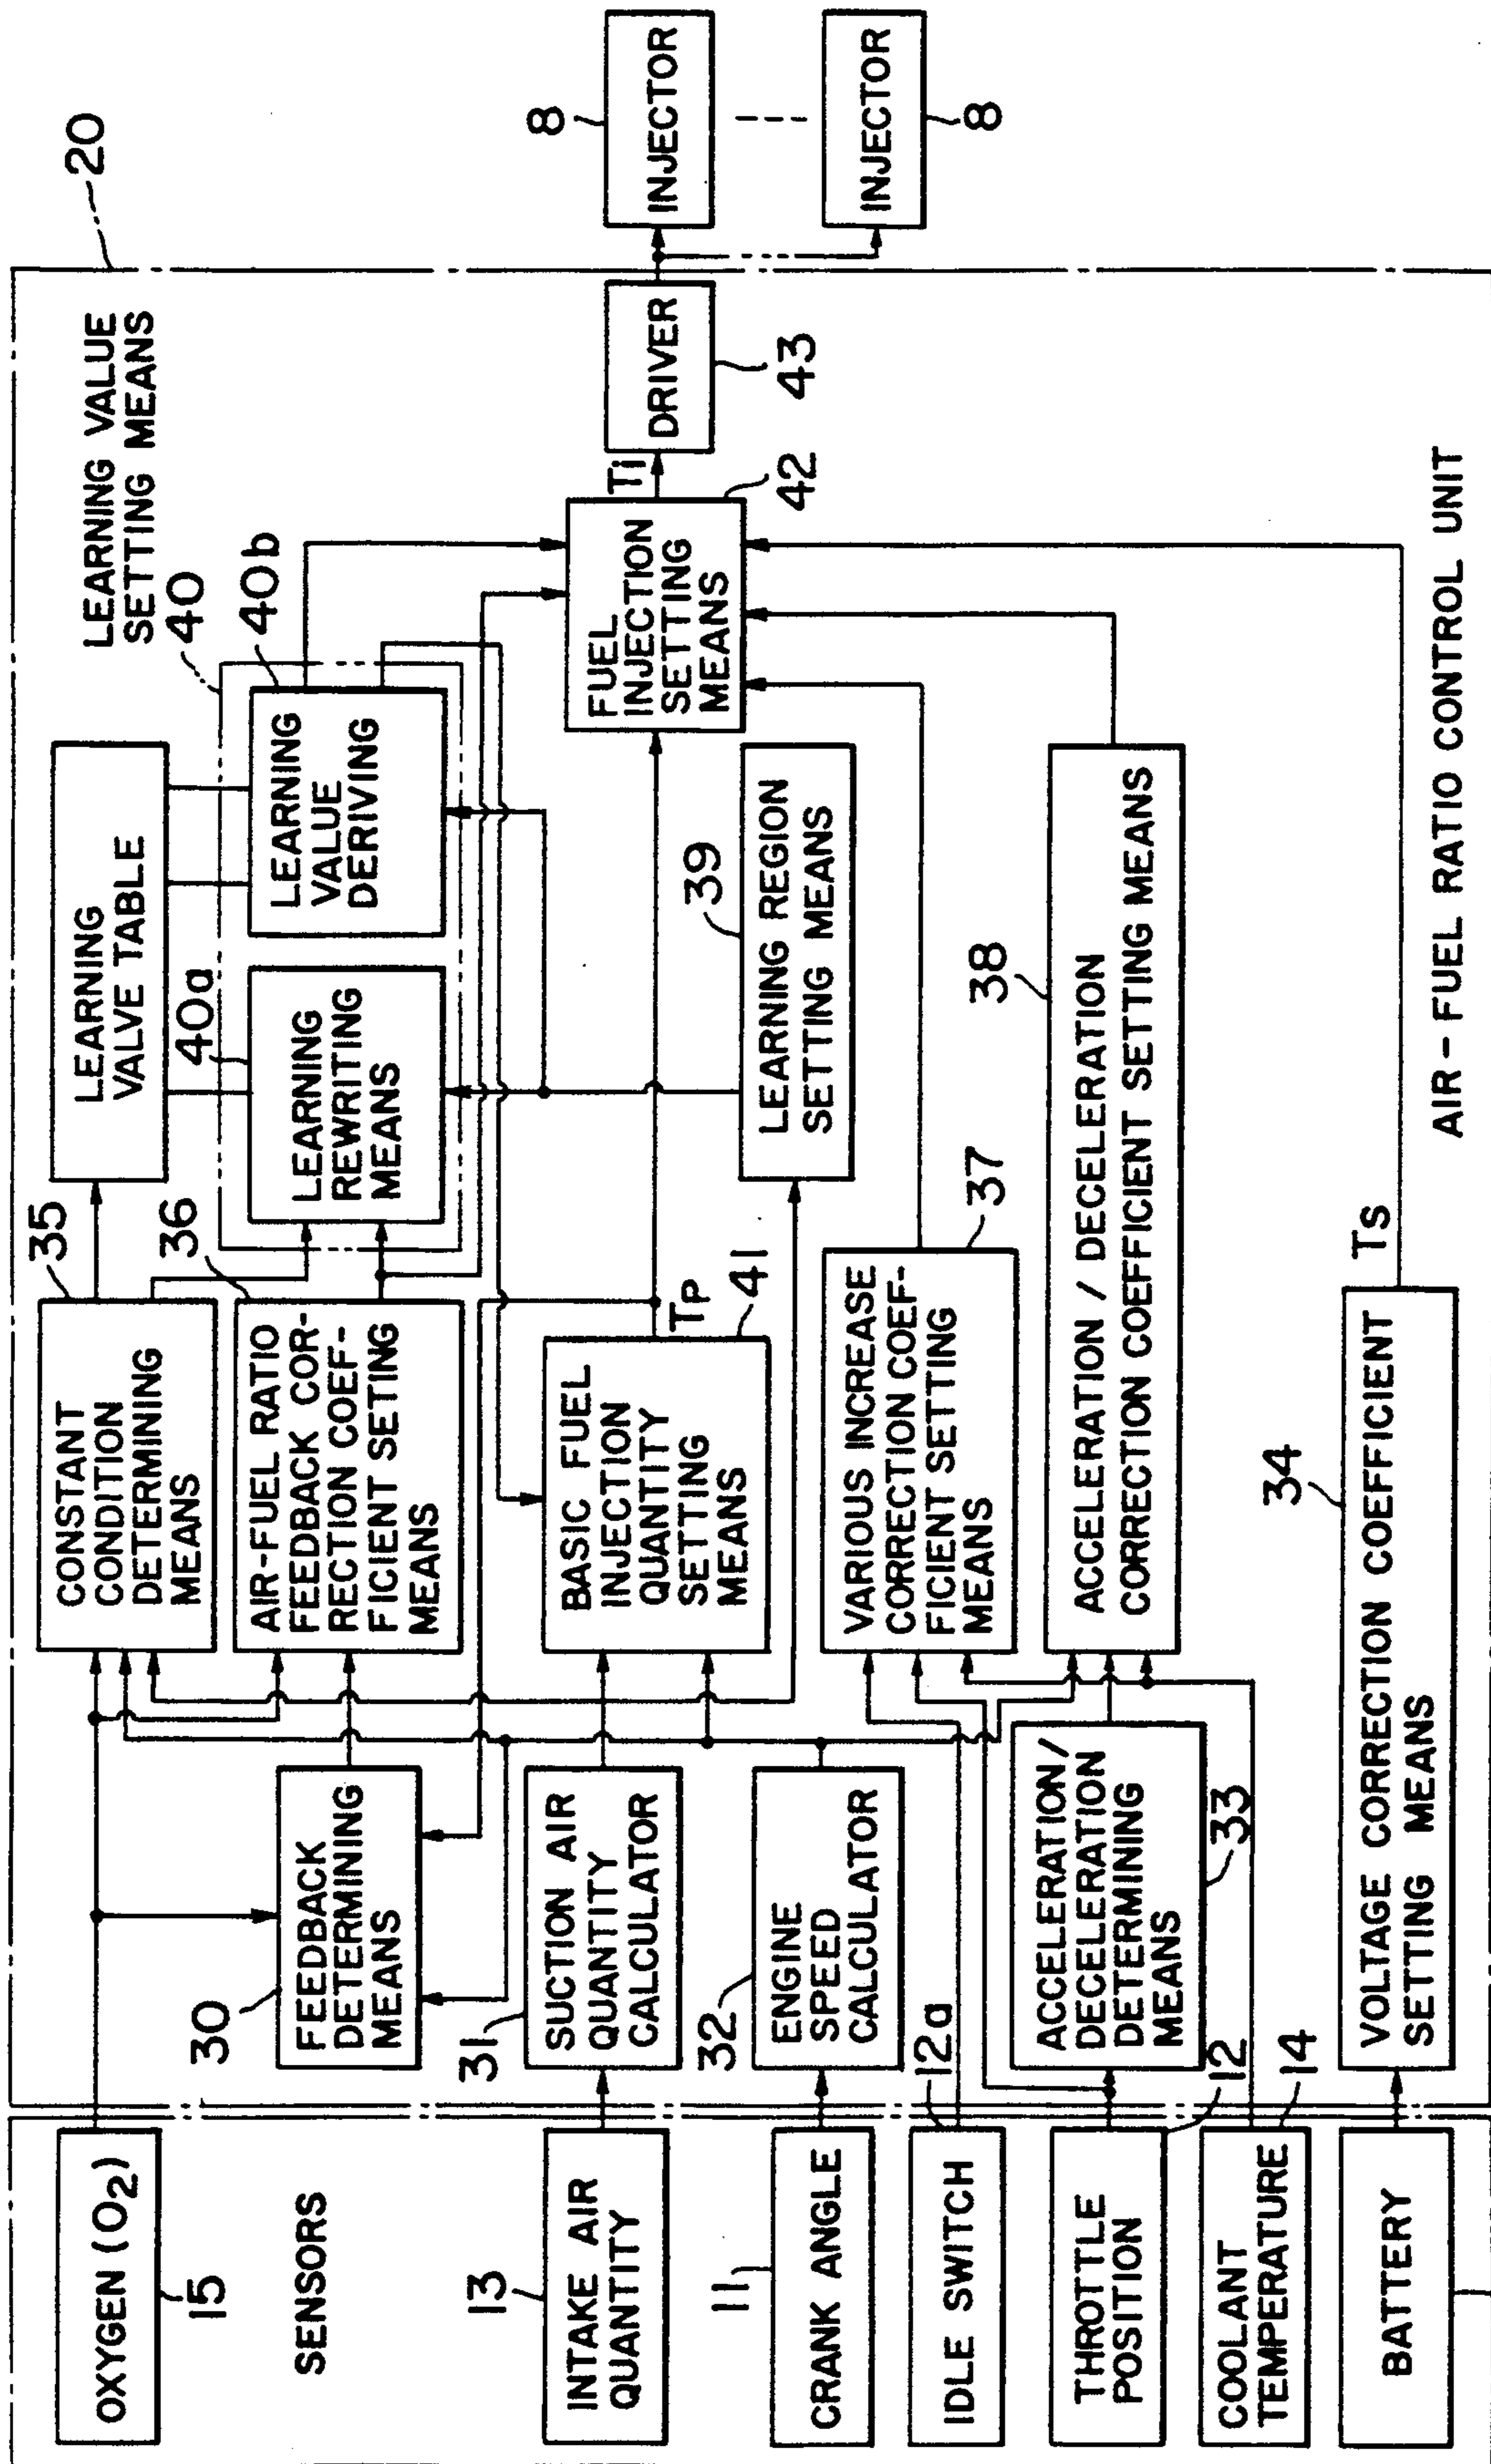 20
LEARNING VALUE
SETTING MEANS
LEARNING
VALVE TABLE
40
40a
40b
LEARNING
REWRITING
MEANS
LEARNING
VALUE
DERIVING
35
CONSTANT
CONDITION
DETERMINING
MEANS
36
AIR-FUEL RATIO
FEEDBACK COR-
RECTION COEF-
FICIENT SETING
MEANS
OXYGEN (O2)
15
SENSORS
30
FEEDBACK
DETERMINING
MEANS
13
INTAKE AIR
QUANTITY
31
SUCTION AIR
QUANTITY
CALCULATOR
BASIC FUEL
INJECTION
QUANTITY
SETTING
MEANS
41
TP
FUEL
INJECTION
SETTING
MEANS
42
Ti
DRIVER
43
8
INJECTOR
INJECTOR
8
39
LEARNING REGION
SETTING MEANS
11
CRANK ANGLE
32
ENGINE
SPEED
CALCULATOR
12a
IDLE SWITCH
VARIOUS INCREASE
CORRECTION COEF-
FICIENT SETTING
MEANS
37
THROTTLE
POSITION
12
ACCELERATION/
DECELERATION
DETERMINING
MEANS
33
38
ACCELERATION / DECELERATION
CORRECTION COEFFICIENT SETTING MEANS
COOLANT
TEMPERATURE
14
BATTERY
34
VOLTAGE CORRECTION COEFFICIENT
SETTING MEANS
TS
AIR-FUEL RATIO CONTROL UNIT